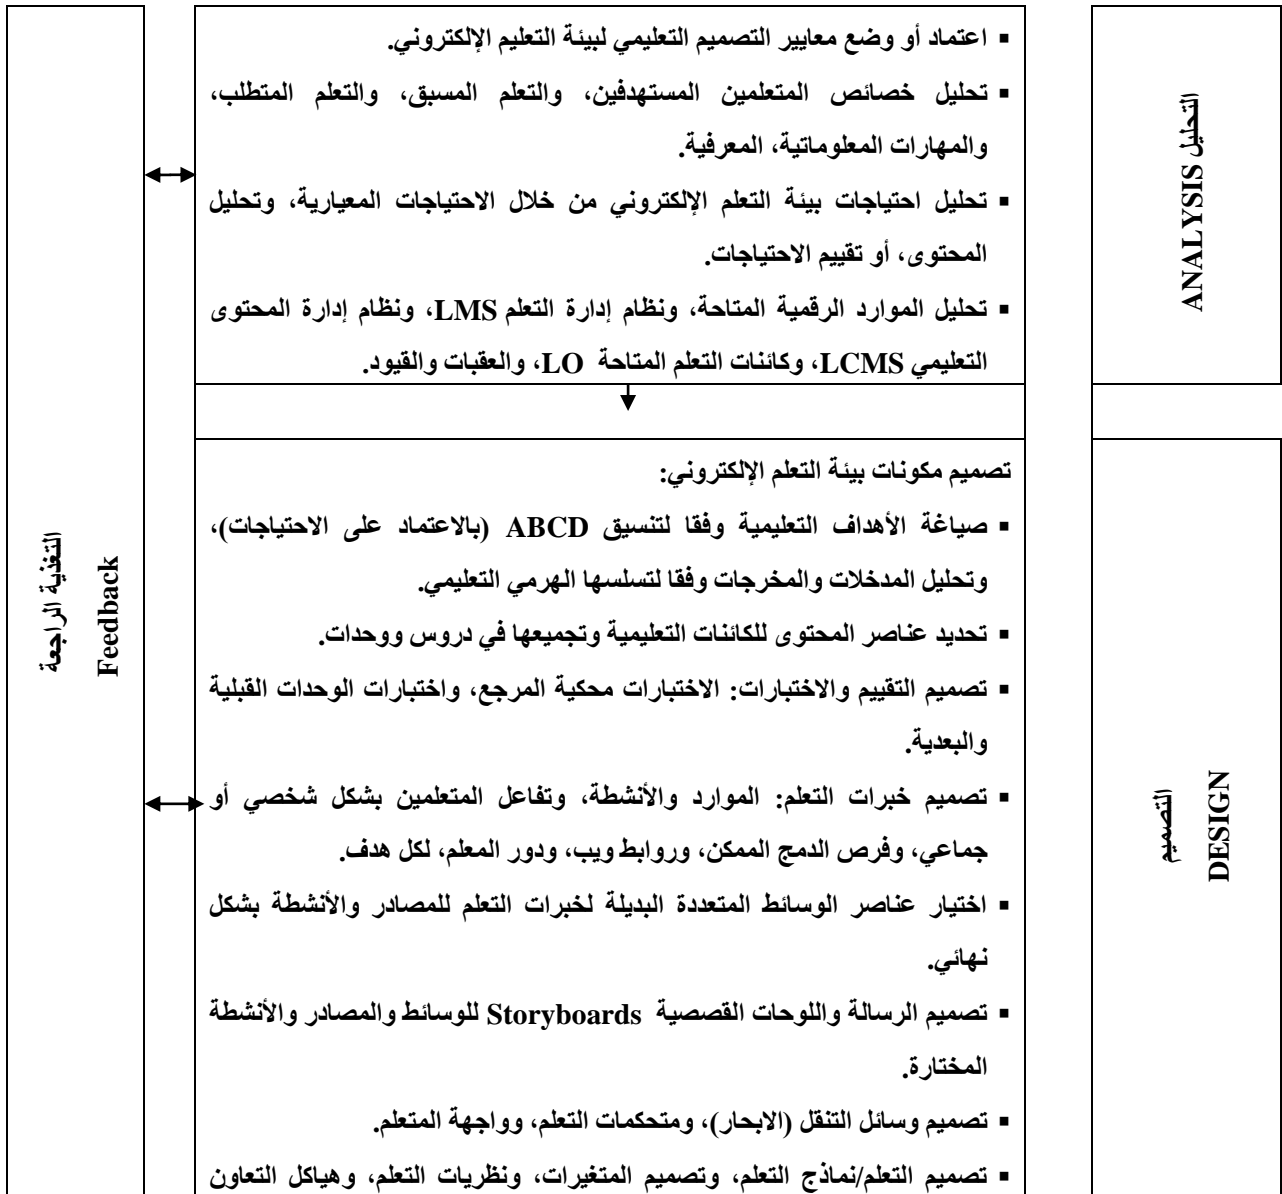 التحليل ANALYSIS
▪ اعتماد أو وضع معايير التصميم التعليمي لبيئة التعليم الإلكتروني.
▪ تحليل خصائص المتعلمين المستهدفين، والتعلم المسبق، والتعلم المتطلب،
والمهارات المعلوماتية، المعرفية.
▪ تحليل احتياجات بيئة التعلم الإلكتروني من خلال الاحتياجات المعيارية، وتحليل
المحتوى، أو تقييم الاحتياجات.
▪ تحليل الموارد الرقمية المتاحة، ونظام إدارة التعلم LMS، ونظام إدارة المحتوى
التعليمي LCMS، وكائنات التعلم المتاحة LO، والعقبات والقيود.
التصميم
DESIGN
تصميم مكونات بيئة التعلم الإلكتروني:
▪ صياغة الأهداف التعليمية وفقا لتنسيق ABCD (بالاعتماد على الاحتياجات)،
وتحليل المدخلات والمخرجات وفقا لتسلسها الهرمي التعليمي.
▪ تحديد عناصر المحتوى للكائنات التعليمية وتجميعها في دروس ووحدات.
▪ تصميم التقييم والاختبارات: الاختبارات محكية المرجع، واختبارات الوحدات القبلية
والبعدية.
▪ تصميم خبرات التعلم: الموارد والأنشطة، وتفاعل المتعلمين بشكل شخصي أو
جماعي، وفرص الدمج الممكن، وروابط ويب، ودور المعلم، لكل هدف.
▪ اختيار عناصر الوسائط المتعددة البديلة لخبرات التعلم للمصادر والأنشطة بشكل
نهائي.
▪ تصميم الرسالة واللوحات القصصية Storyboards للوسائط والمصادر والأنشطة
المختارة.
▪ تصميم وسائل التنقل (الابحار)، ومتحكمات التعلم، وواجهة المتعلم.
▪ تصميم التعلم/نماذج التعلم، وتصميم المتغيرات، ونظريات التعلم، وهياكل التعاون
التغذية الراجعة
Feedback